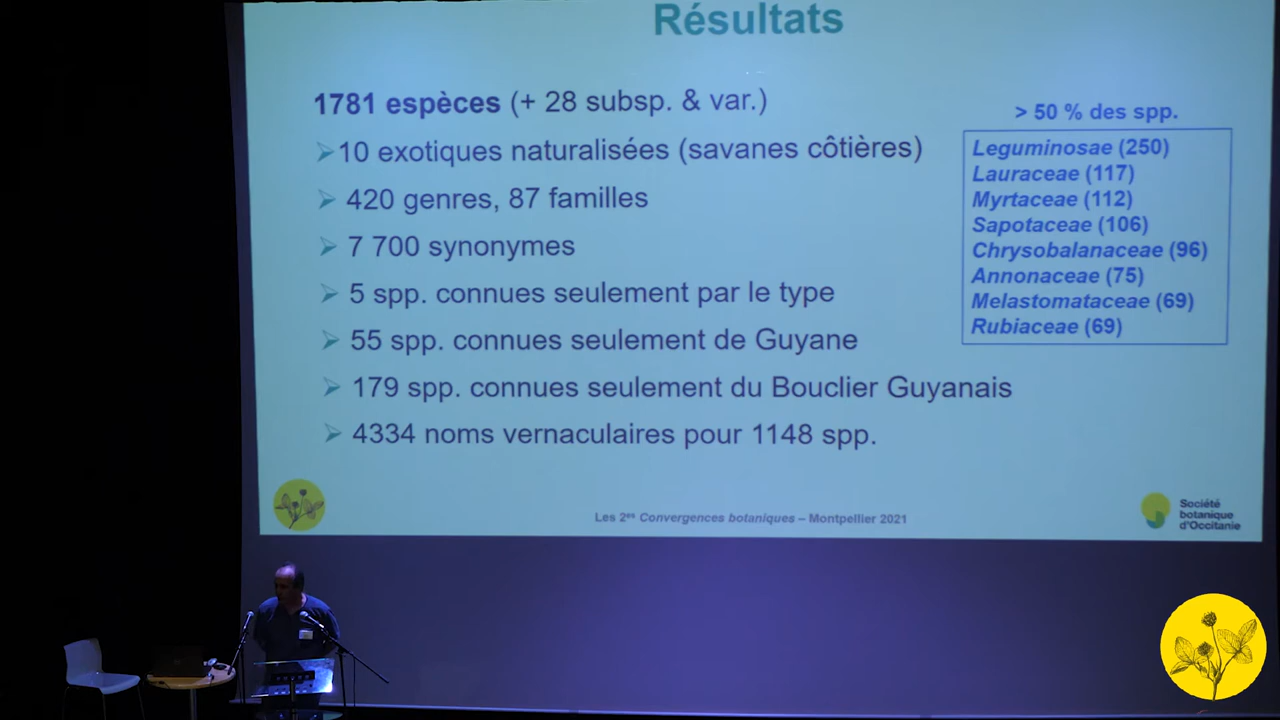 Résultats
1781 espèces (+ 28 subsp. & var.)
➢10 exotiques naturalisées (savanes côtières)
➢ 420 genres, 87 familles
➢ 7 700 synonymes
➢ 5 spp. connues seulement par le type
➢ 55 spp. connues seulement de Guyane
➢ 179 spp. connues seulement du Bouclier Guyanais
➢ 4334 noms vernaculaires pour 1148 spp.
> 50 % des spp.
Leguminosae (250)
Lauraceae (117)
Myrtaceae (112)
Sapotaceae (106)
Chrysobalanaceae (96)
Annonaceae (75)
Melastomataceae (69)
Rubiaceae (69)
Les 2es Convergences botaniques – Montpellier 2021
Société
botanique
d'Occitanie